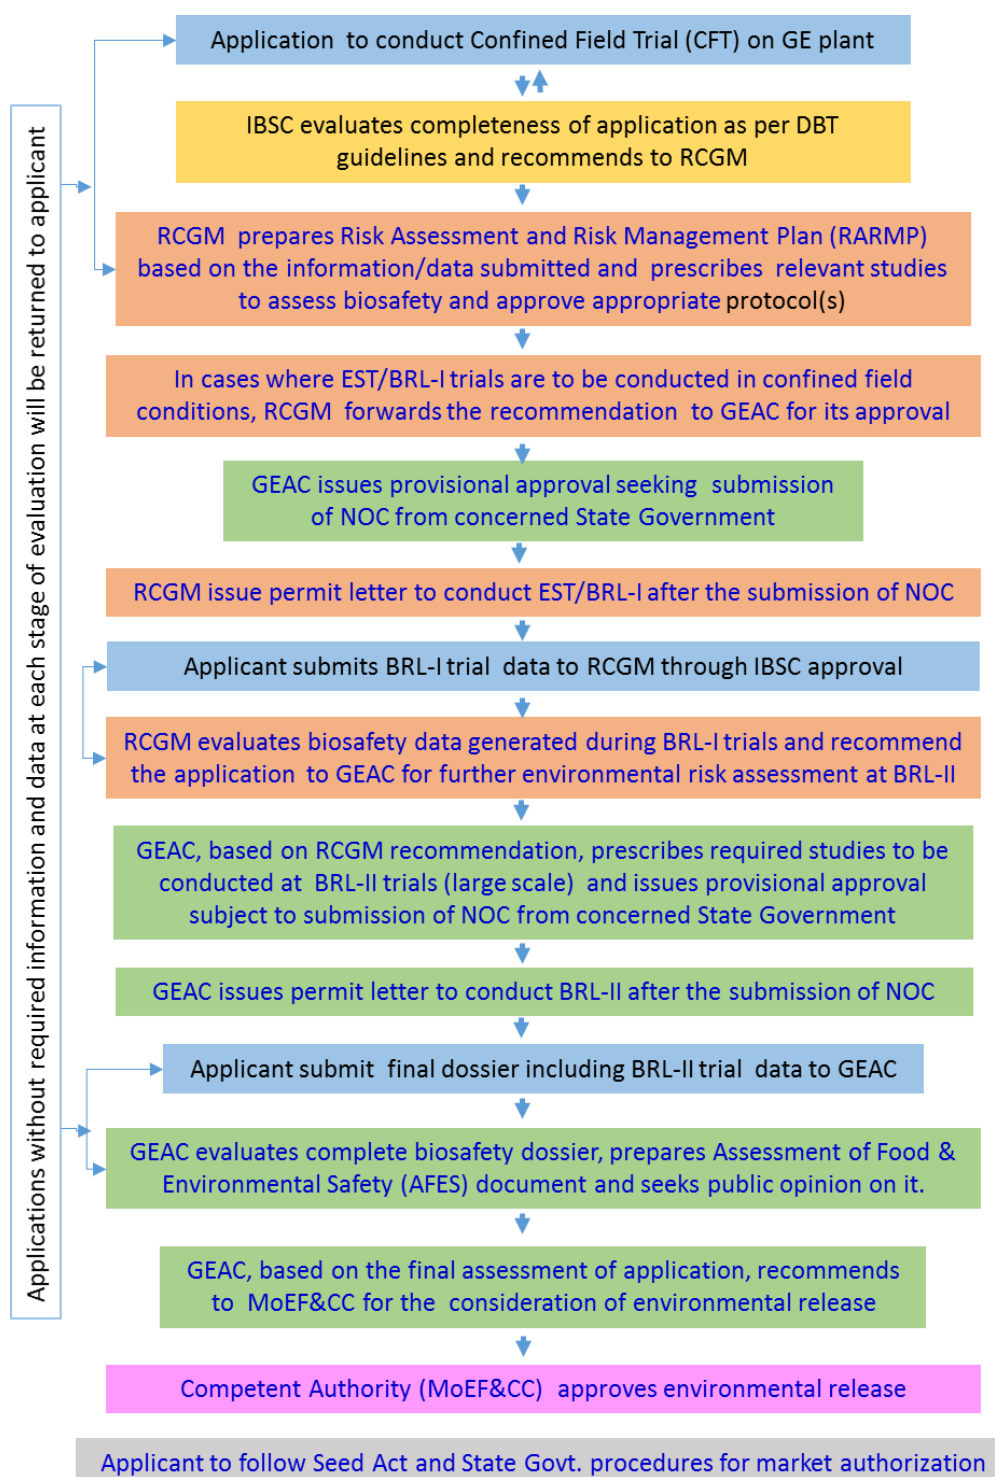 Application to conduct Confined Field Trial (CFT) on GE plant
IBSC evaluates completeness of application as per DBT
guidelines and recommends to RCGM
RCGM prepares Risk Assessment and Risk Management Plan (RARMP)
based on the information/data submitted and prescribes relevant studies
to assess biosafety and approve appropriate protocol(s)
In cases where EST/BRL-I trials are to be conducted in confined field
conditions, RCGM forwards the recommendation to GEAC for its approval
GEAC issues provisional approval seeking submission
of NOC from concerned State Government
RCGM issue permit letter to conduct EST/BRL-I after the submission of NOC
Applicant submits BRL-I trial data to RCGM through IBSC approval
RCGM evaluates biosafety data generated during BRL-I trials and recommend
the application to GEAC for further environmental risk assessment at BRL-II
GEAC, based on RCGM recommendation, prescribes required studies to be
conducted at BRL-II trials (large scale) and issues provisional approval
subject to submission of NOC from concerned State Government
GEAC issues permit letter to conduct BRL-II after the submission of NOC
Applicant submit final dossier including BRL-II trial data to GEAC
GEAC evaluates complete biosafety dossier, prepares Assessment of Food &
Environmental Safety (AFES) document and seeks public opinion on it.
GEAC, based on the final assessment of application, recommends
to MoEF&CC for the consideration of environmental release
Competent Authority (MoEF&CC) approves environmental release
Applicant to follow Seed Act and State Govt. procedures for market authorization
Applications without required information and data at each stage of evaluation will be returned to applicant